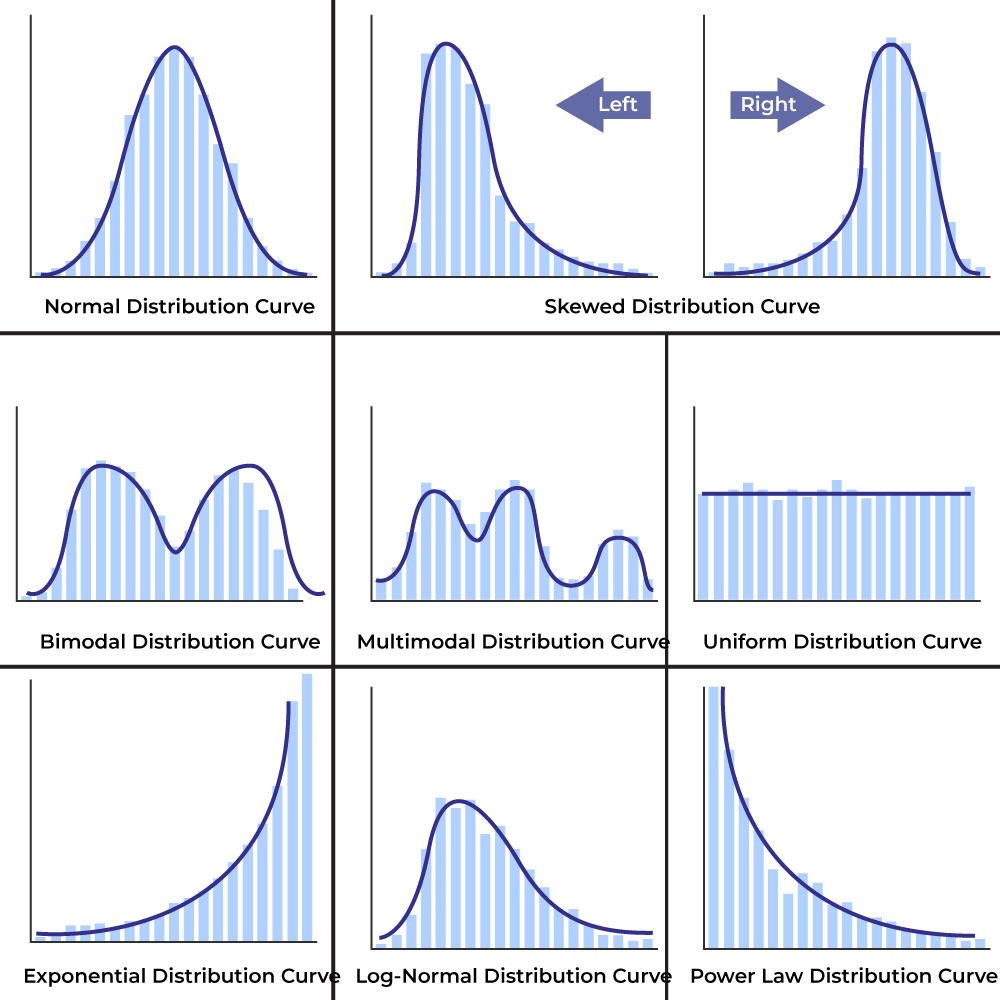 Left
Right
Normal Distribution Curve
Skewed Distribution Curve
Bimodal Distribution Curve
Multimodal Distribution Curve
Uniform Distribution Curve
Exponential Distribution Curve
Log-Normal Distribution Curve
Power Law Distribution Curve